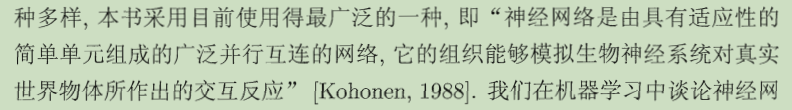 种多样, 本书采用目前使用得最广泛的一种, 即 “神经网络是由具有适应性的
简单单元组成的广泛并行互连的网络, 它的组织能够模拟生物神经系统对真实
世界物体所作出的交互反应” [Kohonen, 1988]. 我们在机器学习中谈论神经网